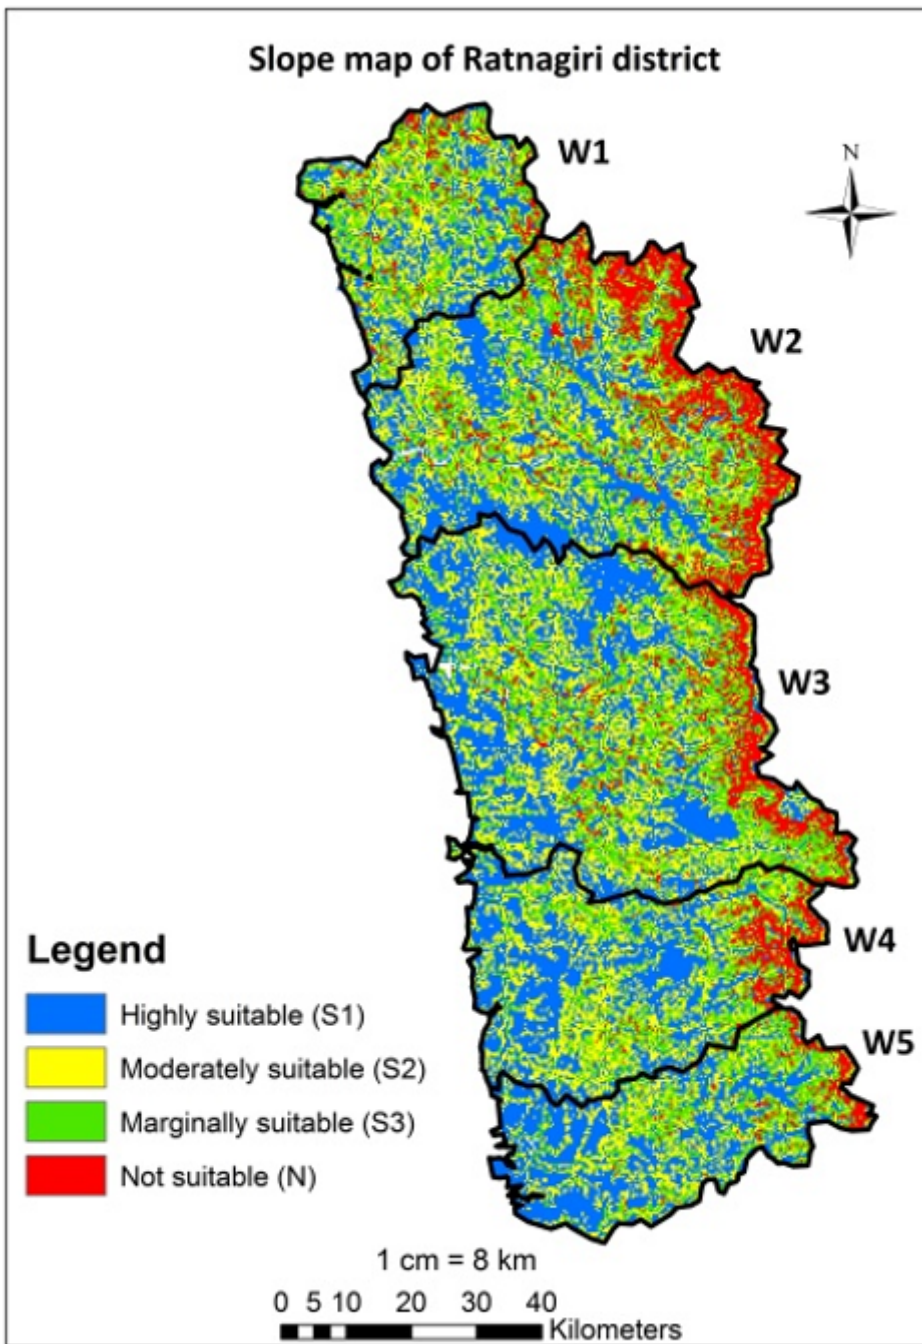 Slope map of Ratnagiri district
W1
N
W2
W3
W4
W5
Legend
Highly suitable (S1)
Moderately suitable (S2)
Marginally suitable (S3)
Not suitable (N)
1 cm = 8 km
0 5 10 20 30 40
Kilometers